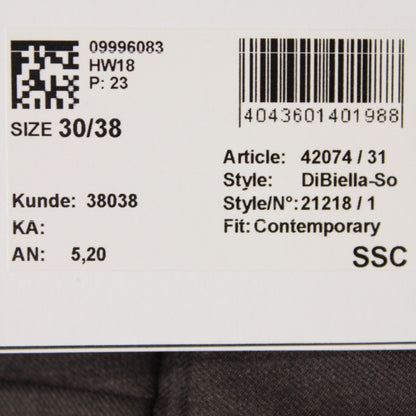 09996083
HW18
P: 23
SIZE 30/38
4043601401988
Article: 42074 / 31
Style: DiBiella-So
Style/N°: 21218 / 1
Fit: Contemporary
Kunde: 38038
KA:
AN: 5,20
SSC